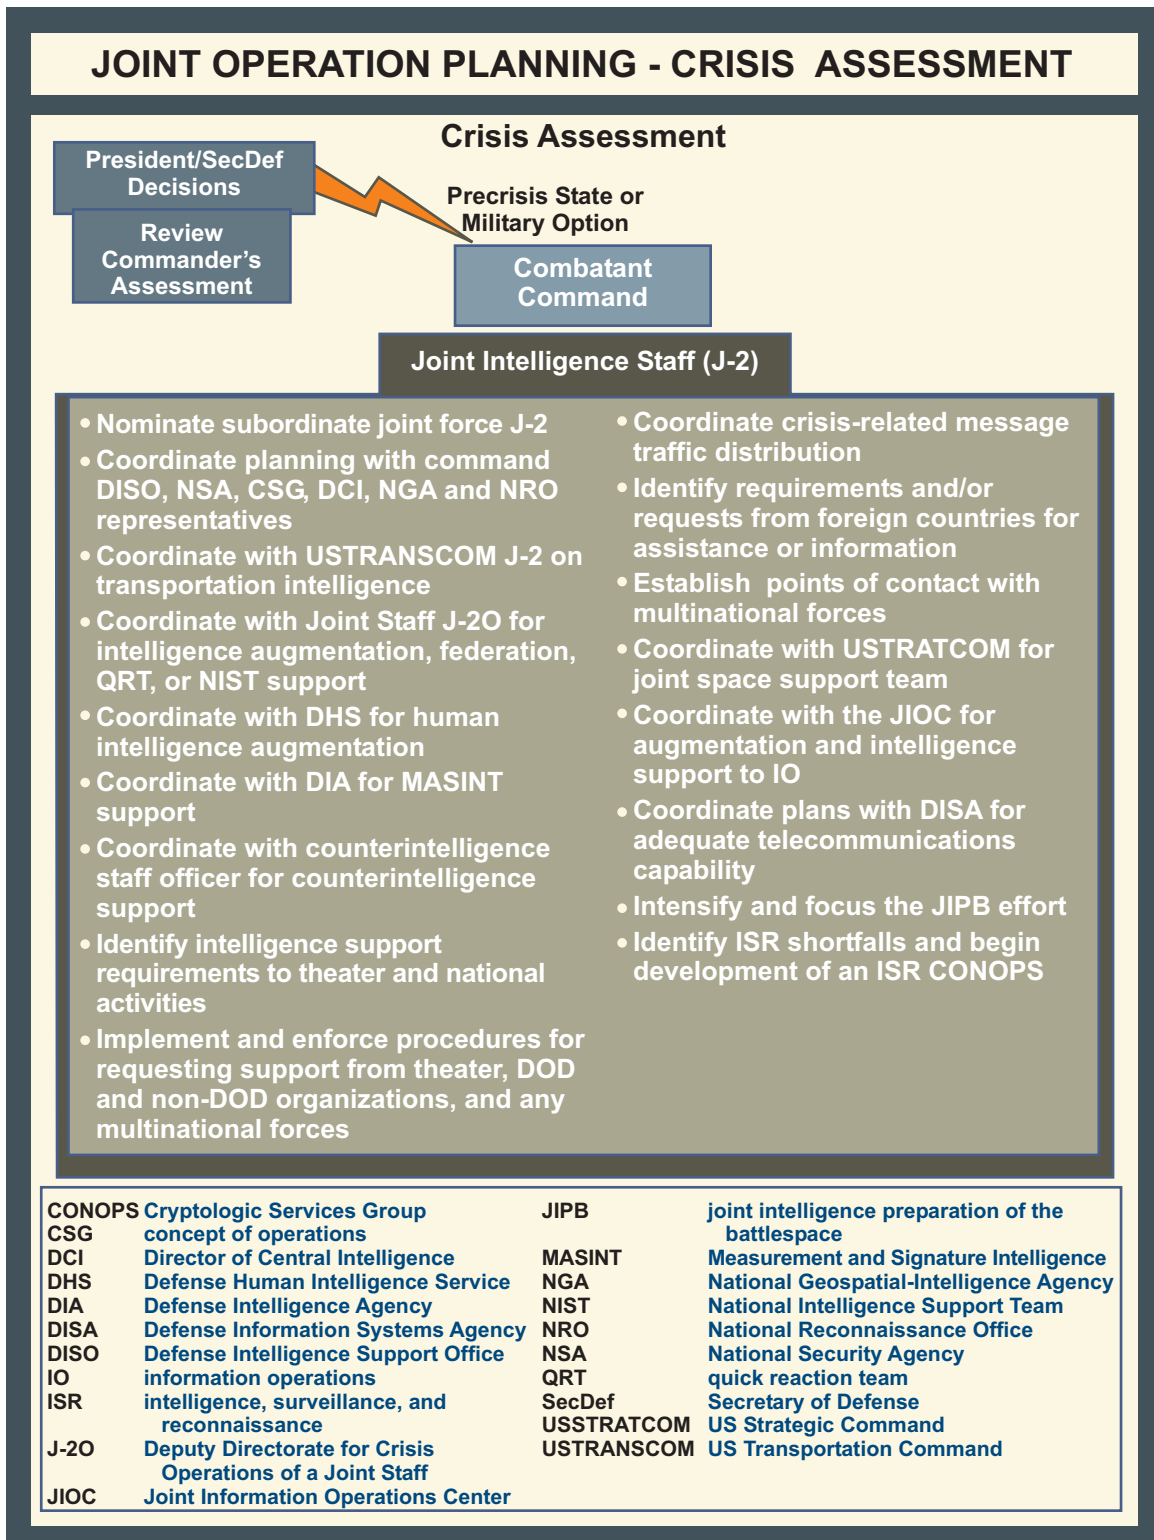 JOINT OPERATION PLANNING - CRISIS ASSESSMENT
Crisis Assessment
President/SecDef
Decisions
Review
Commander's
Assessment
Precrisis State or
Military Option
Combatant
Command
Joint Intelligence Staff (J-2)
• Nominate subordinate joint force J-2
• Coordinate planning with command
DISO, NSA, CSG, DCI, NGA and NRO
representatives
• Coordinate with USTRANSCOM J-2 on
transportation intelligence
• Coordinate with Joint Staff J-2O for
intelligence augmentation, federation,
QRT, or NIST support
• Coordinate with DHS for human
intelligence augmentation
• Coordinate with DIA for MASINT
support
• Coordinate with counterintelligence
staff officer for counterintelligence
support
• Identify intelligence support
requirements to theater and national
activities
• Implement and enforce procedures for
requesting support from theater, DOD
and non-DOD organizations, and any
multinational forces
• Coordinate crisis-related message
traffic distribution
• Identify requirements and/or
requests from foreign countries for
assistance or information
• Establish points of contact with
multinational forces
• Coordinate with USTRATCOM for
joint space support team
• Coordinate with the JIOC for
augmentation and intelligence
support to IO
• Coordinate plans with DISA for
adequate telecommunications
capability
• Intensify and focus the JIPB effort
• Identify ISR shortfalls and begin
development of an ISR CONOPS
CONOPS Cryptologic Services Group
CSG concept of operations
DCI Director of Central Intelligence
DHS Defense Human Intelligence Service
DIA Defense Intelligence Agency
DISA Defense Information Systems Agency
DISO Defense Intelligence Support Office
IO information operations
ISR intelligence, surveillance, and
reconnaissance
J-2O Deputy Directorate for Crisis
Operations of a Joint Staff
JIOC Joint Information Operations Center
JIPB joint intelligence preparation of the
battlespace
MASINT Measurement and Signature Intelligence
NGA National Geospatial-Intelligence Agency
NIST National Intelligence Support Team
NRO National Reconnaissance Office
NSA National Security Agency
QRT quick reaction team
SecDef Secretary of Defense
USSTRATCOM US Strategic Command
USTRANSCOM US Transportation Command